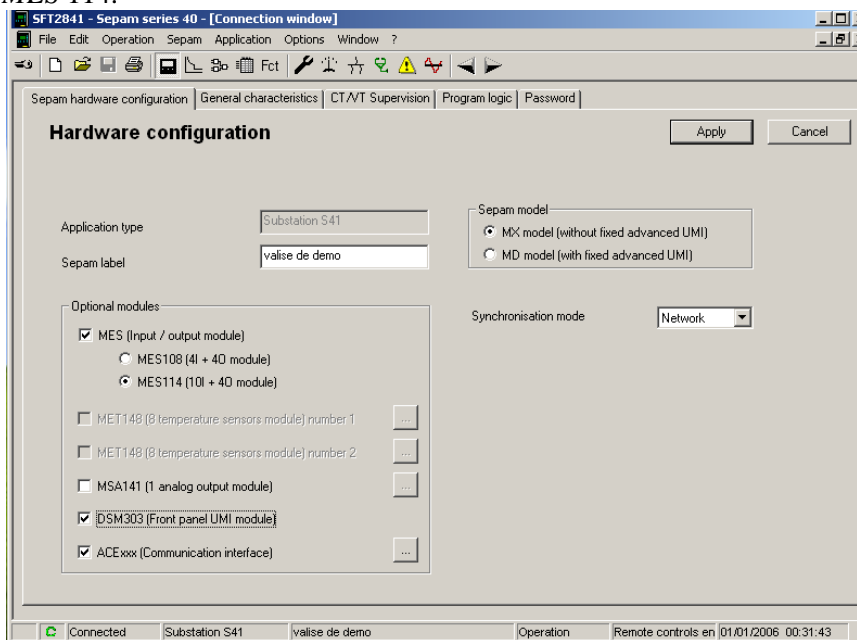 MES 114.
SFT2841 - Sepam series 40 - [Connection window]
File Edit Operation Sepam Application Options Window ?
Fct
Sepam hardware configuration General characteristics CT/VT Supervision Program logic Password
Hardware configuration
Apply Cancel
Application type Substation S41
Sepam label valise de demo
Sepam model
MX model (without fixed advanced UMI)
MD model (with fixed advanced UMI)
Optional modules
MES (Input / output module)
MES108 (4I + 4O module)
MES114 (10I + 4O module)
MET148 (8 temperature sensors module) number 1 ...
MET148 (8 temperature sensors module) number 2 ...
MSA141 (1 analog output module) ...
DSM303 (Front panel UMI module)
ACExxx (Communication interface) ...
Synchronisation mode Network
Connected Substation S41 valise de demo Operation Remote controls en 01/01/2006 00:31:43